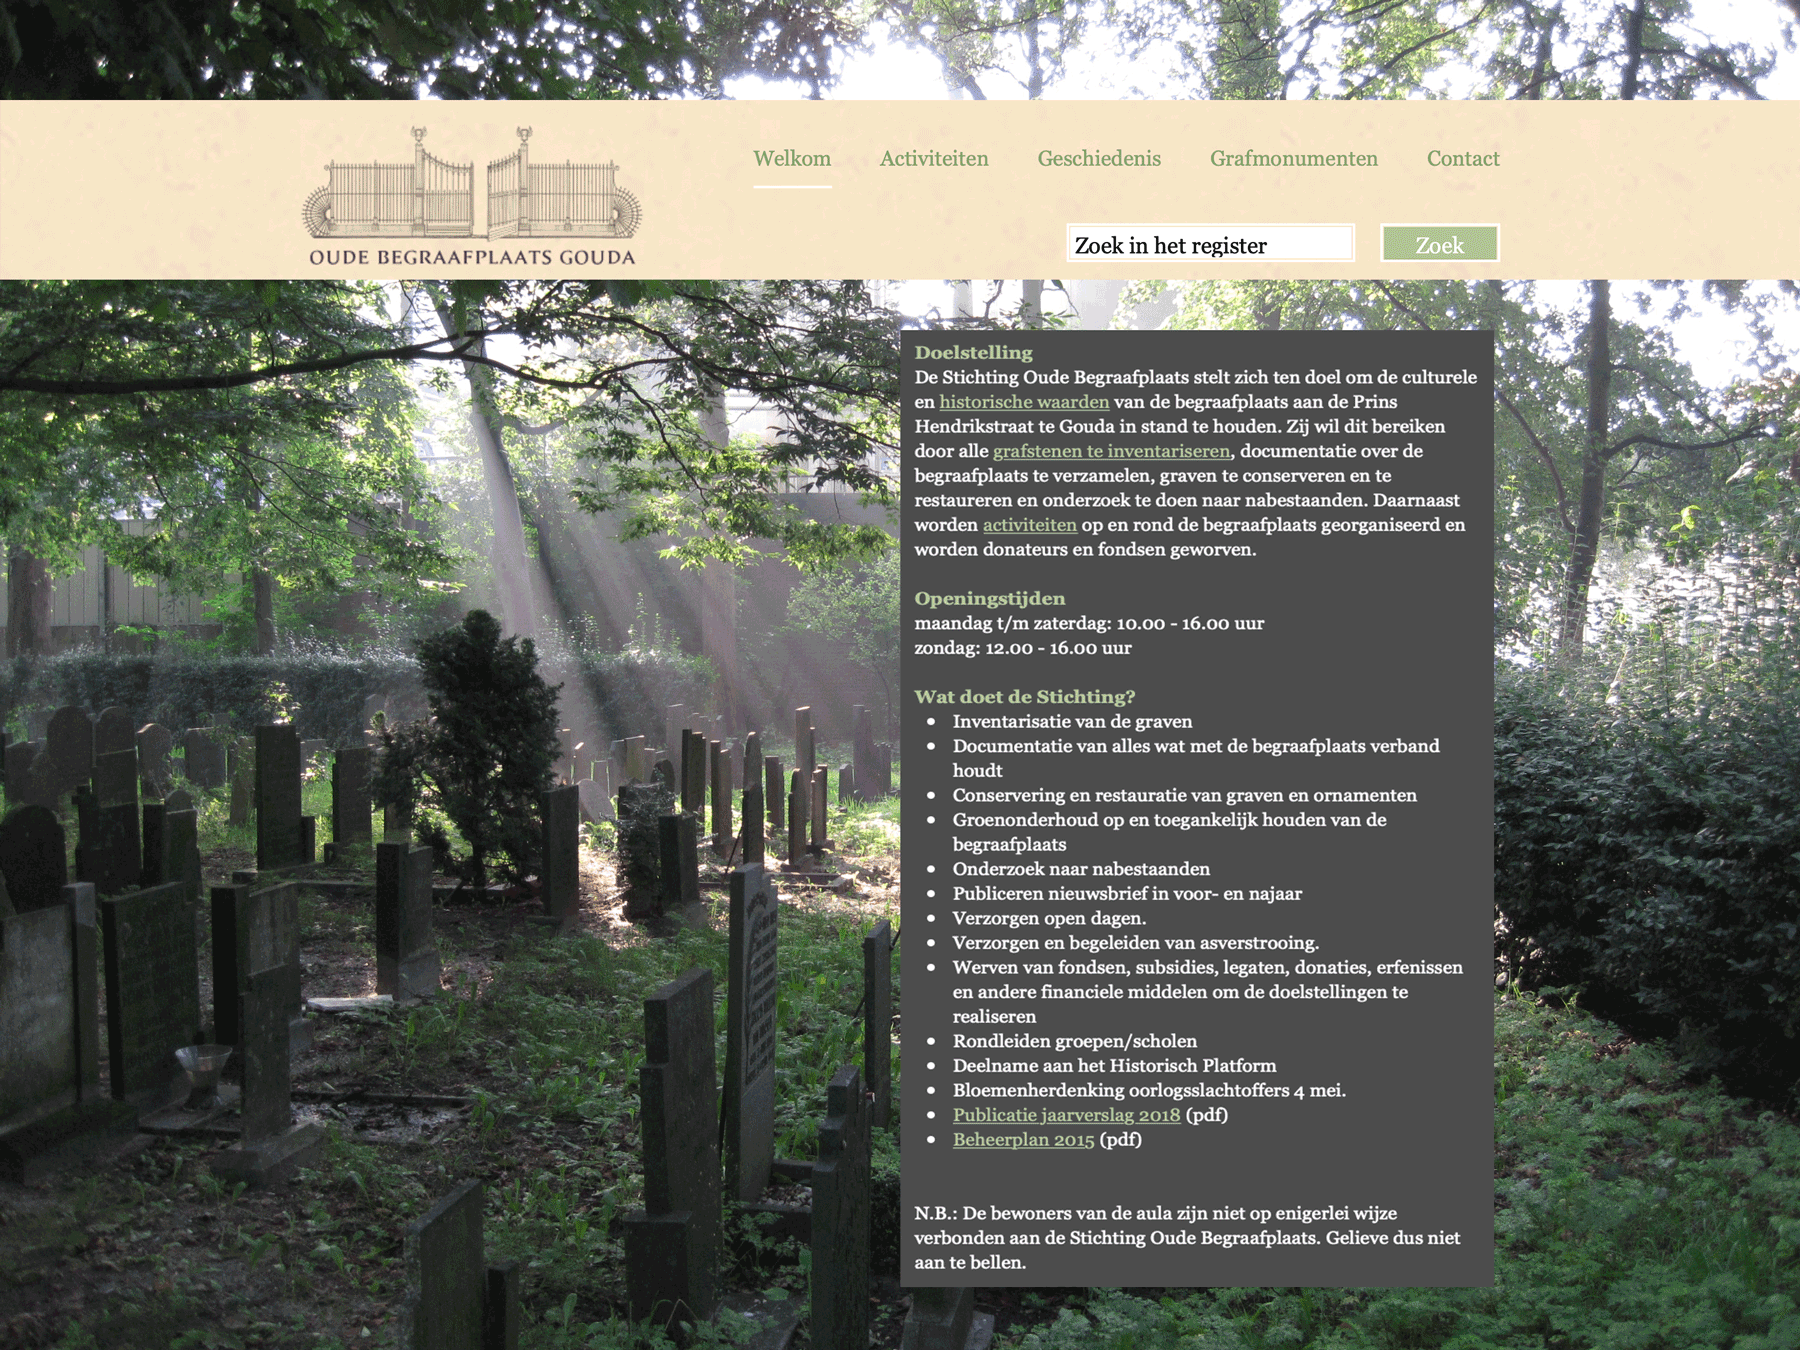 OUDE BEGRAAFPLAATS GOUDA
Welkom
Activiteiten
Geschiedenis
Grafmonumenten
Contact
Zoek in het register
Zoek
Doelstelling
De Stichting Oude Begraafplaats stelt zich ten doel om de culturele
en historische waarden van de begraafplaats aan de Prins
Hendrikstraat te Gouda in stand te houden. Zij wil dit bereiken
door alle grafstenen te inventariseren, documentatie over de
begraafplaats te verzamelen, graven te conserveren en te
restaureren en onderzoek te doen naar nabestaanden. Daarnaast
worden activiteiten op en rond de begraafplaats georganiseerd en
worden donateurs en fondsen geworven.
Openingstijden
maandag t/m zaterdag: 10.00 - 16.00 uur
zondag: 12.00 - 16.00 uur
Wat doet de Stichting?
• Inventarisatie van de graven
• Documentatie van alles wat met de begraafplaats verband
houdt
• Conservering en restauratie van graven en ornamenten
• Groenonderhoud op en toegankelijk houden van de
begraafplaats
• Onderzoek naar nabestaanden
• Publiceren nieuwsbrief in voor- en najaar
• Verzorgen open dagen.
• Verzorgen en begeleiden van asverstrooing.
• Werven van fondsen, subsidies, legaten, donaties, erfenissen
en andere financiele middelen om de doelstellingen te
realiseren
• Rondleiden groepen/scholen
• Deelname aan het Historisch Platform
• Bloemenherdenking oorlogsslachtoffers 4 mei.
• Publicatie jaarverslag 2018 (pdf)
• Beheerplan 2015 (pdf)
N.B.: De bewoners van de aula zijn niet op enigerlei wijze
verbonden aan de Stichting Oude Begraafplaats. Gelieve dus niet
aan te bellen.